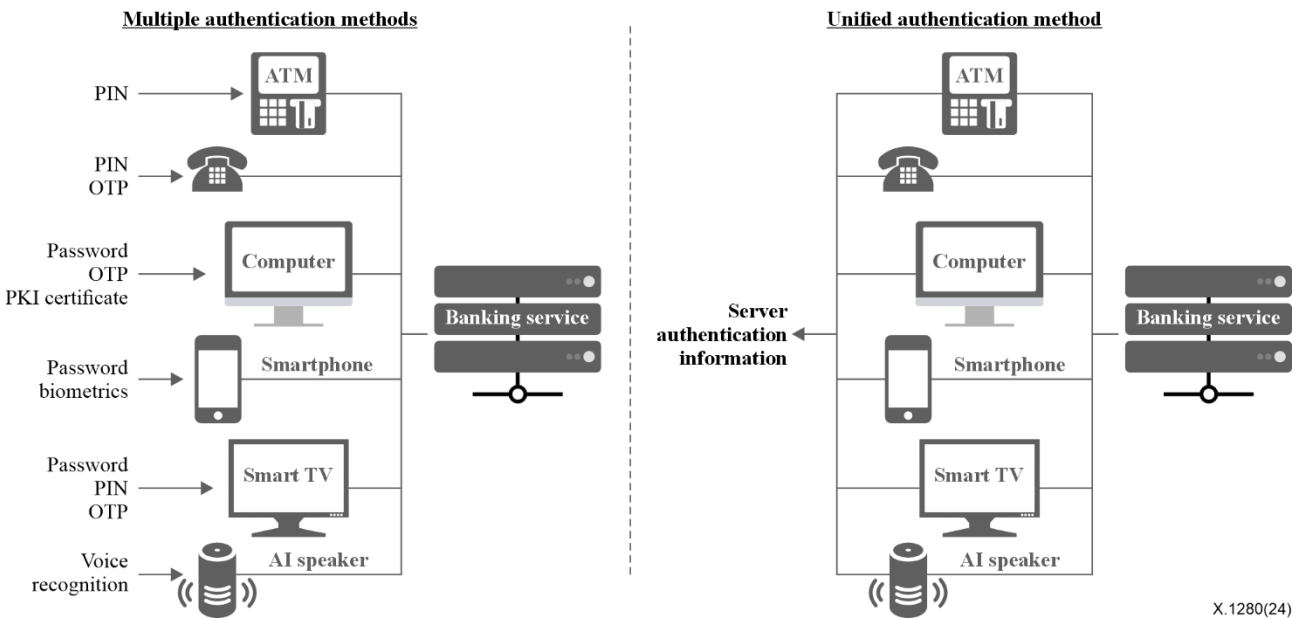 Multiple authentication methods
PIN
ATM
PIN
OTP
Password
OTP
PKI certificate
Computer
Banking service
Password
biometrics
Smartphone
Password
PIN
OTP
Smart TV
Voice
recognition
AI speaker
Unified authentication method
ATM
Computer
Server
authentication
information
Banking service
Smartphone
Smart TV
AI speaker
X.1280(24)